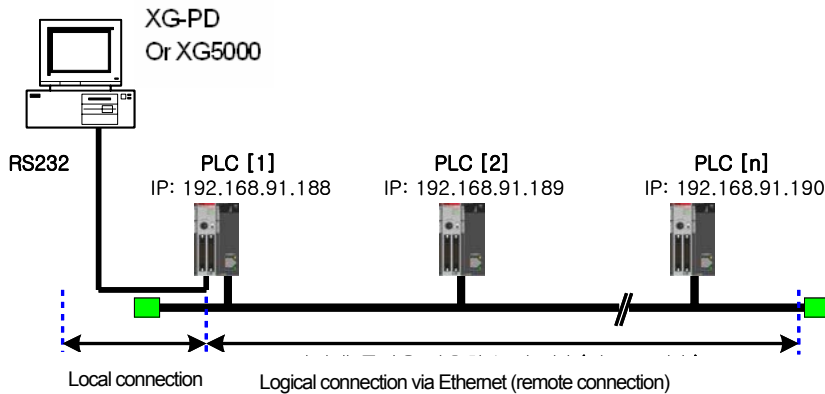 XG-PD
Or XG5000
RS232
PLC [1]
IP: 192.168.91.188
PLC [2]
IP: 192.168.91.189
PLC [n]
IP: 192.168.91.190
Local connection
Logical connection via Ethernet (remote connection)